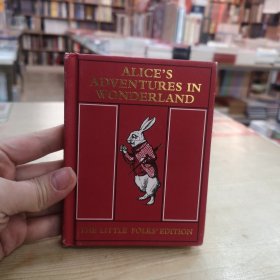 ALICE'S
ADVENTURES IN
WONDERLAND
THE LITTLE FOLKS' EDITION